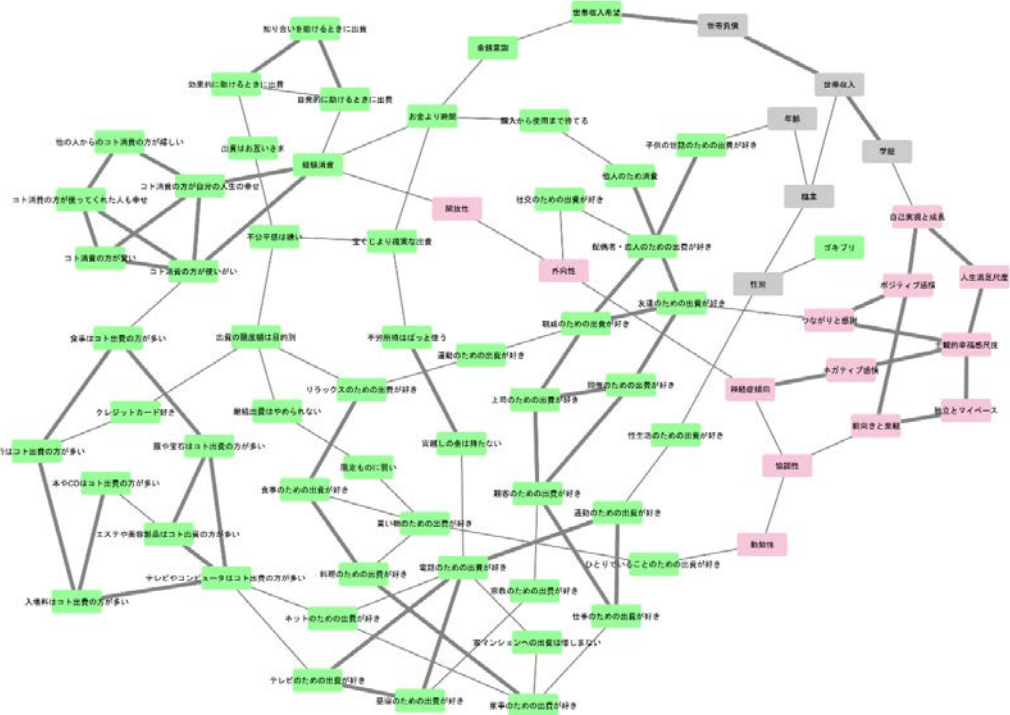 世帯収入希望
世帯負債
知り合いを助けるときに出費
金銭意識
効果的に助けるときに出費
世帯収入
自発的に助けるときに出費
お金より時間
購入から使用まで待てる
年齢
他の人からのコト消費の方が嬉しい
出費はお互いさま
子供の世話のための出費が好き
学歴
経験消費
他人のため消費
コト消費の方が自分の人生の幸せ
コト消費の方が使ってくれた人も幸せ
社交のための出費が好き
職業
開放性
自己実現と成長
不公平感は嫌い
宝くじより確実な出費
配偶者・恋人のための出費が好き
ゴキブリ
コト消費の方が賢い
コト消費の方が使いがい
外向性
性別
ポジティブ感情
人生満足尺度
友達のための出費が好き
親戚のための出費が好き
つながりと感謝
食事はコト出費の方が多い
出費の限度額は目的別
不労所得はぱっと使う
主観的幸福感尺度
運動のための出費が好き
ネガティブ感情
リラックスのための出費が好き
同僚のための出費が好き
神経症傾向
上司のための出費が好き
クレジットカード好き
継続出費はやめられない
独立とマイペース
前向きと楽観
性生活のための出費が好き
服や宝石はコト出費の方が多い
行はコト出費の方が多い
宵越しの金は持たない
限定ものに弱い
協調性
本やCDはコト出費の方が多い
食事のための出費が好き
顧客のための出費が好き
通勤のための出費が好き
買い物のための出費が好き
エステや美容製品はコト出費の方が多い
勤勉性
ひとりでいることのための出費が好き
電話のための出費が好き
料理のための出費が好き
テレビやコンピュータはコト出費の方が多い
宗教のための出費が好き
入場料はコト出費の方が多い
ネットのための出費が好き
仕事のための出費が好き
家マンションへの出費は惜しまない
テレビのための出費が好き
昼寝のための出費が好き
家事のための出費が好き